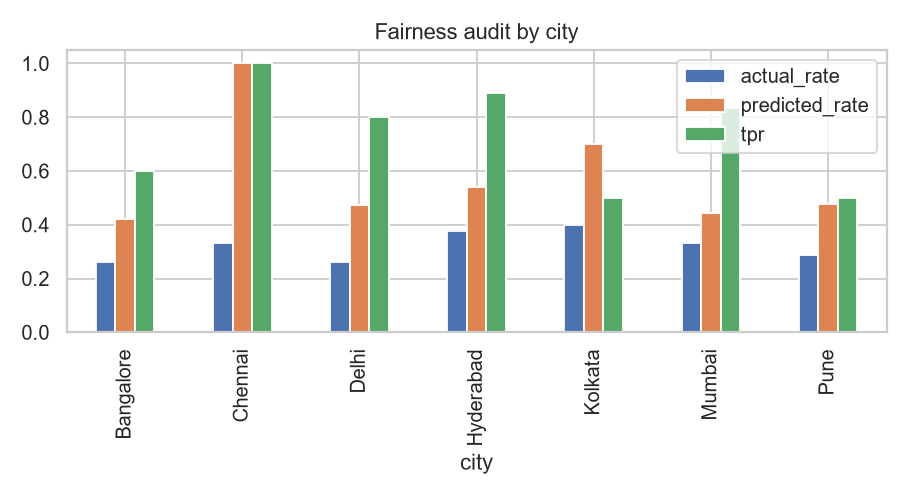 Fairness audit by city
1.0
0.8
0.6
0.4
0.2
0.0
actual_rate
predicted_rate
tpr
Bangalore
Chennai
Delhi
Hyderabad
Kolkata
Mumbai
Pune
city